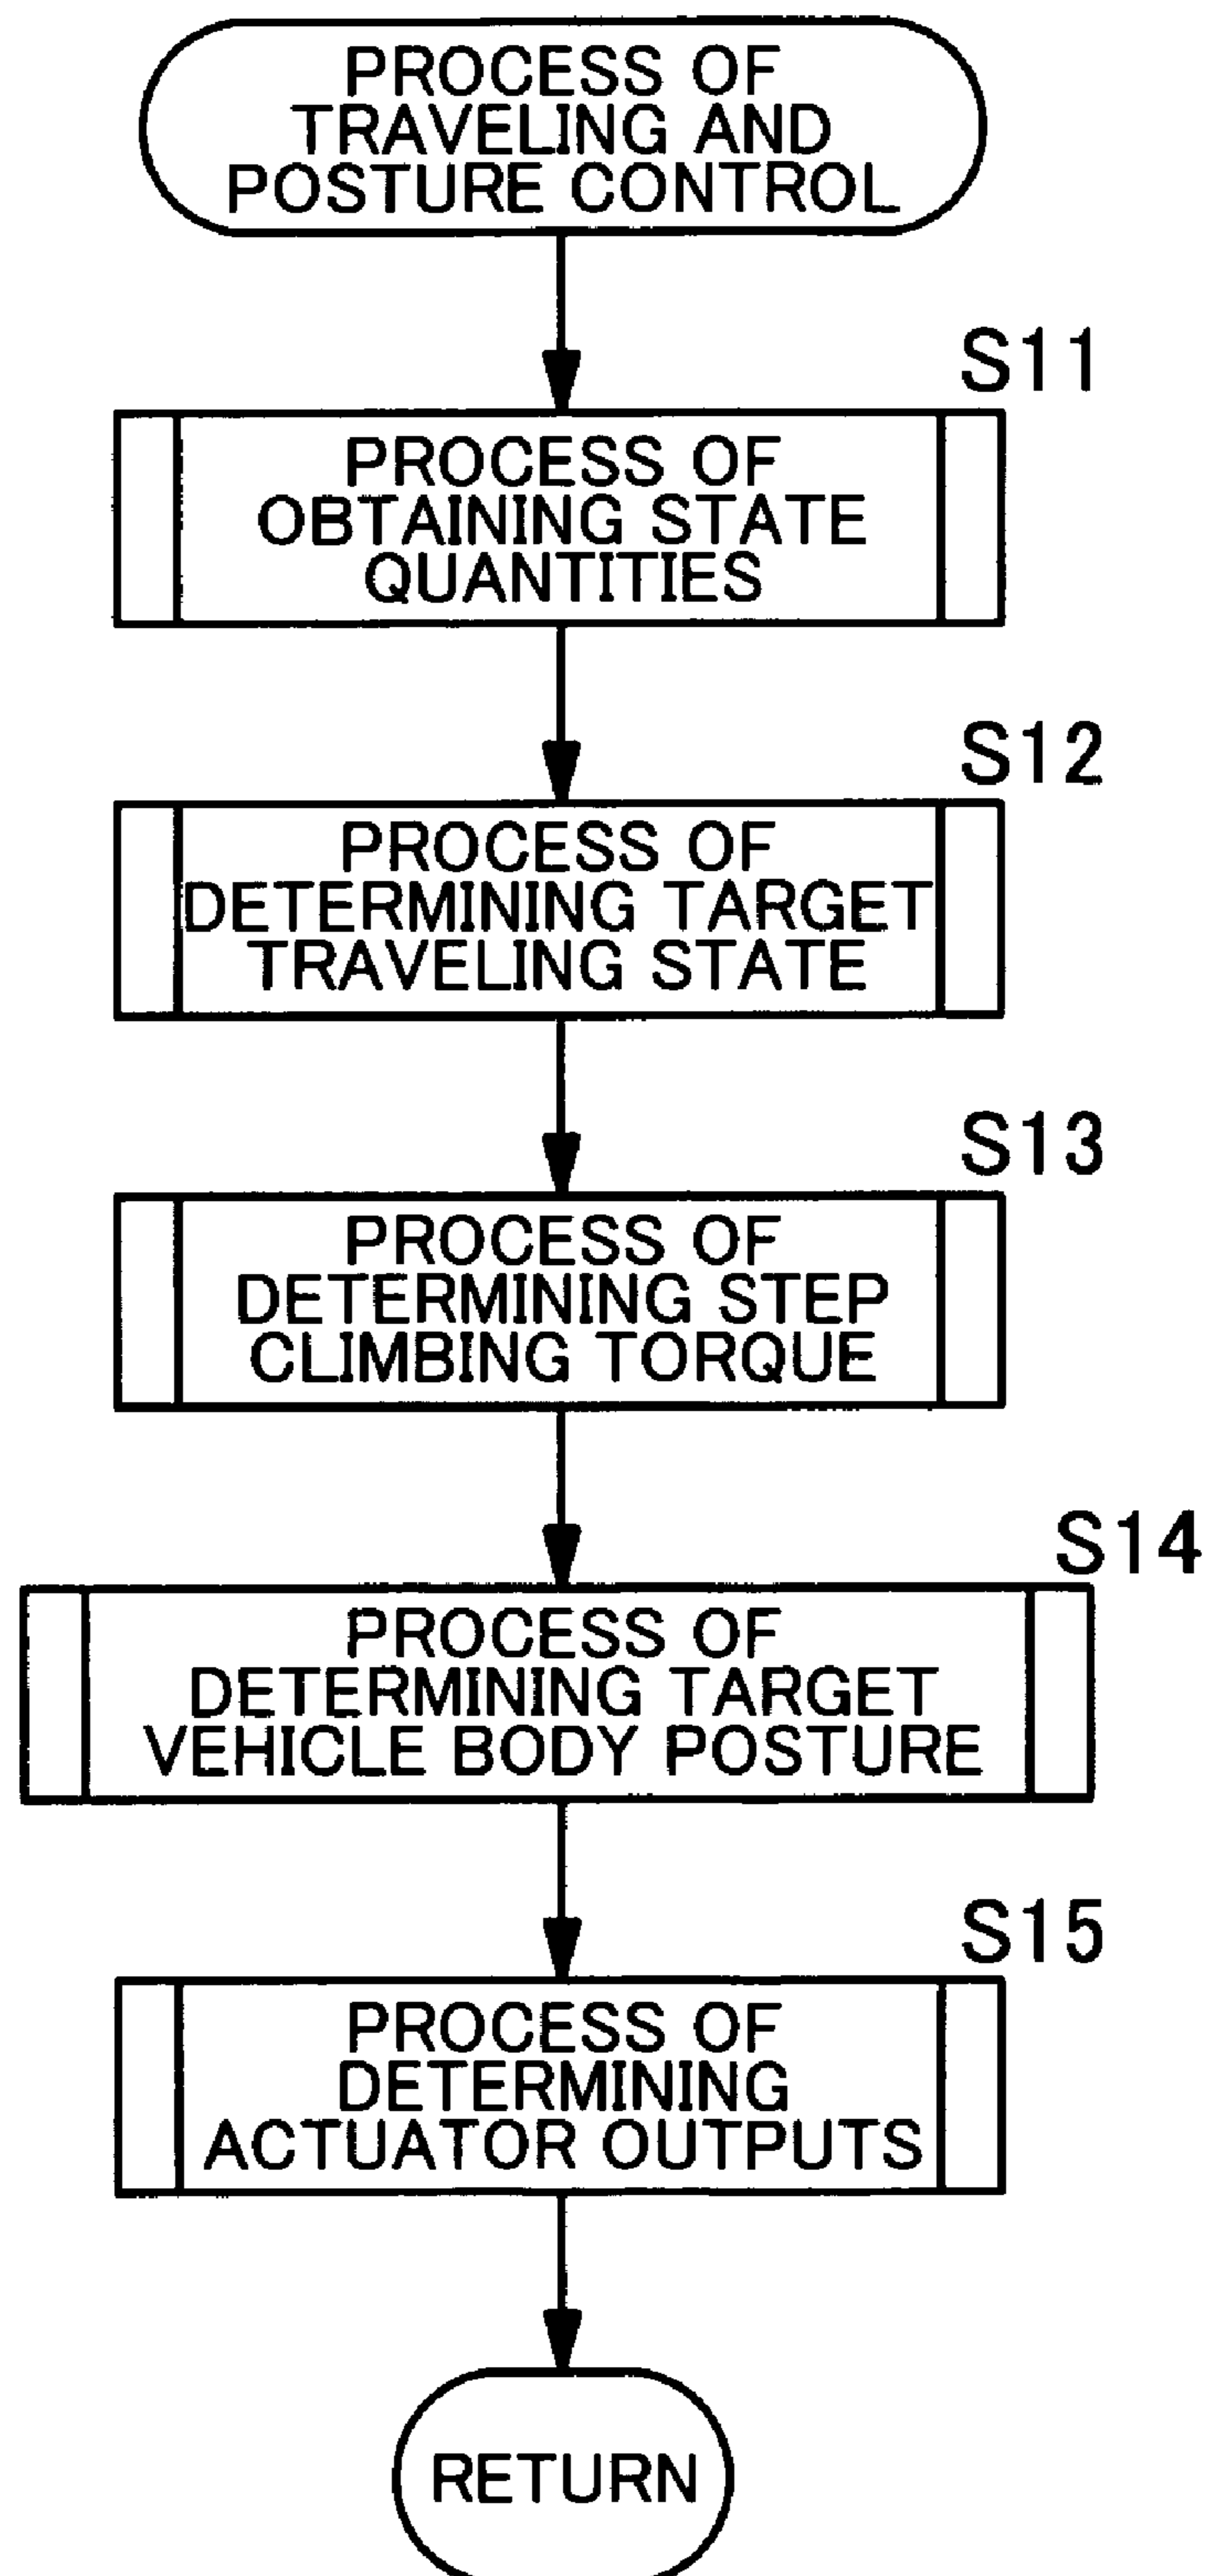 PROCESS OF
TRAVELING AND
POSTURE CONTROL
S11
PROCESS OF
OBTAINING STATE
QUANTITIES
S12
PROCESS OF
DETERMINING TARGET
TRAVELING STATE
S13
PROCESS OF
DETERMINING STEP
CLIMBING TORQUE
S14
PROCESS OF
DETERMINING TARGET
VEHICLE BODY POSTURE
S15
PROCESS OF
DETERMINING
ACTUATOR OUTPUTS
RETURN